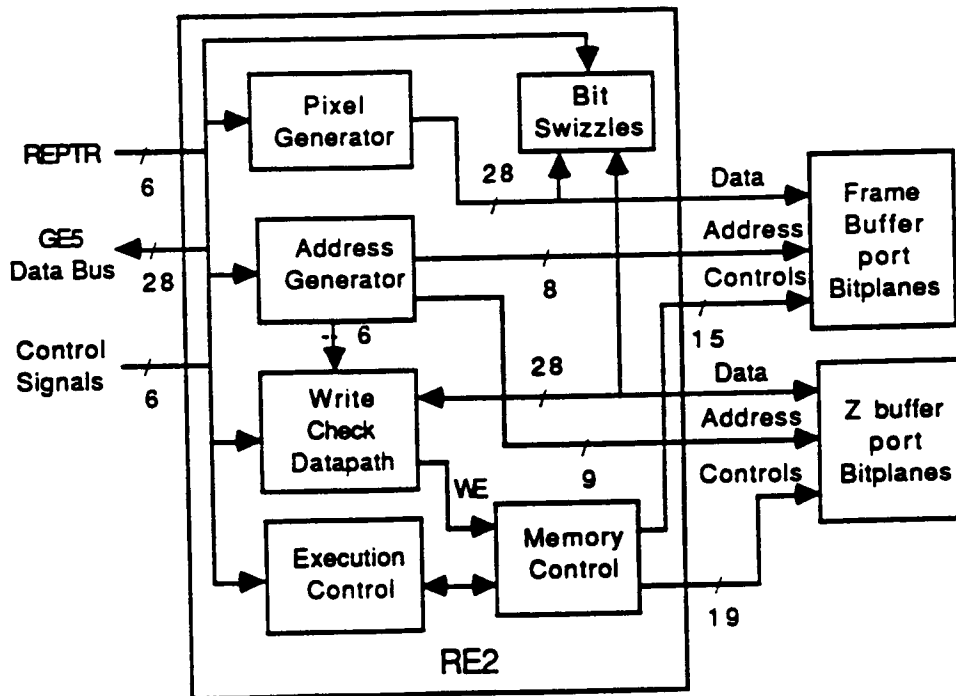 Pixel
Generator
Bit
Swizzles
REPTR
6
28
Data
Frame
Buffer
port
Bitplanes
GE5
Data Bus
28
Address
Generator
8
Address
Controls
15
6
Control
Signals
6
Write
Check
Datapath
28
Data
Address
Z buffer
port
Bitplanes
9
Controls
WE
Execution
Control
Memory
Control
19
RE2